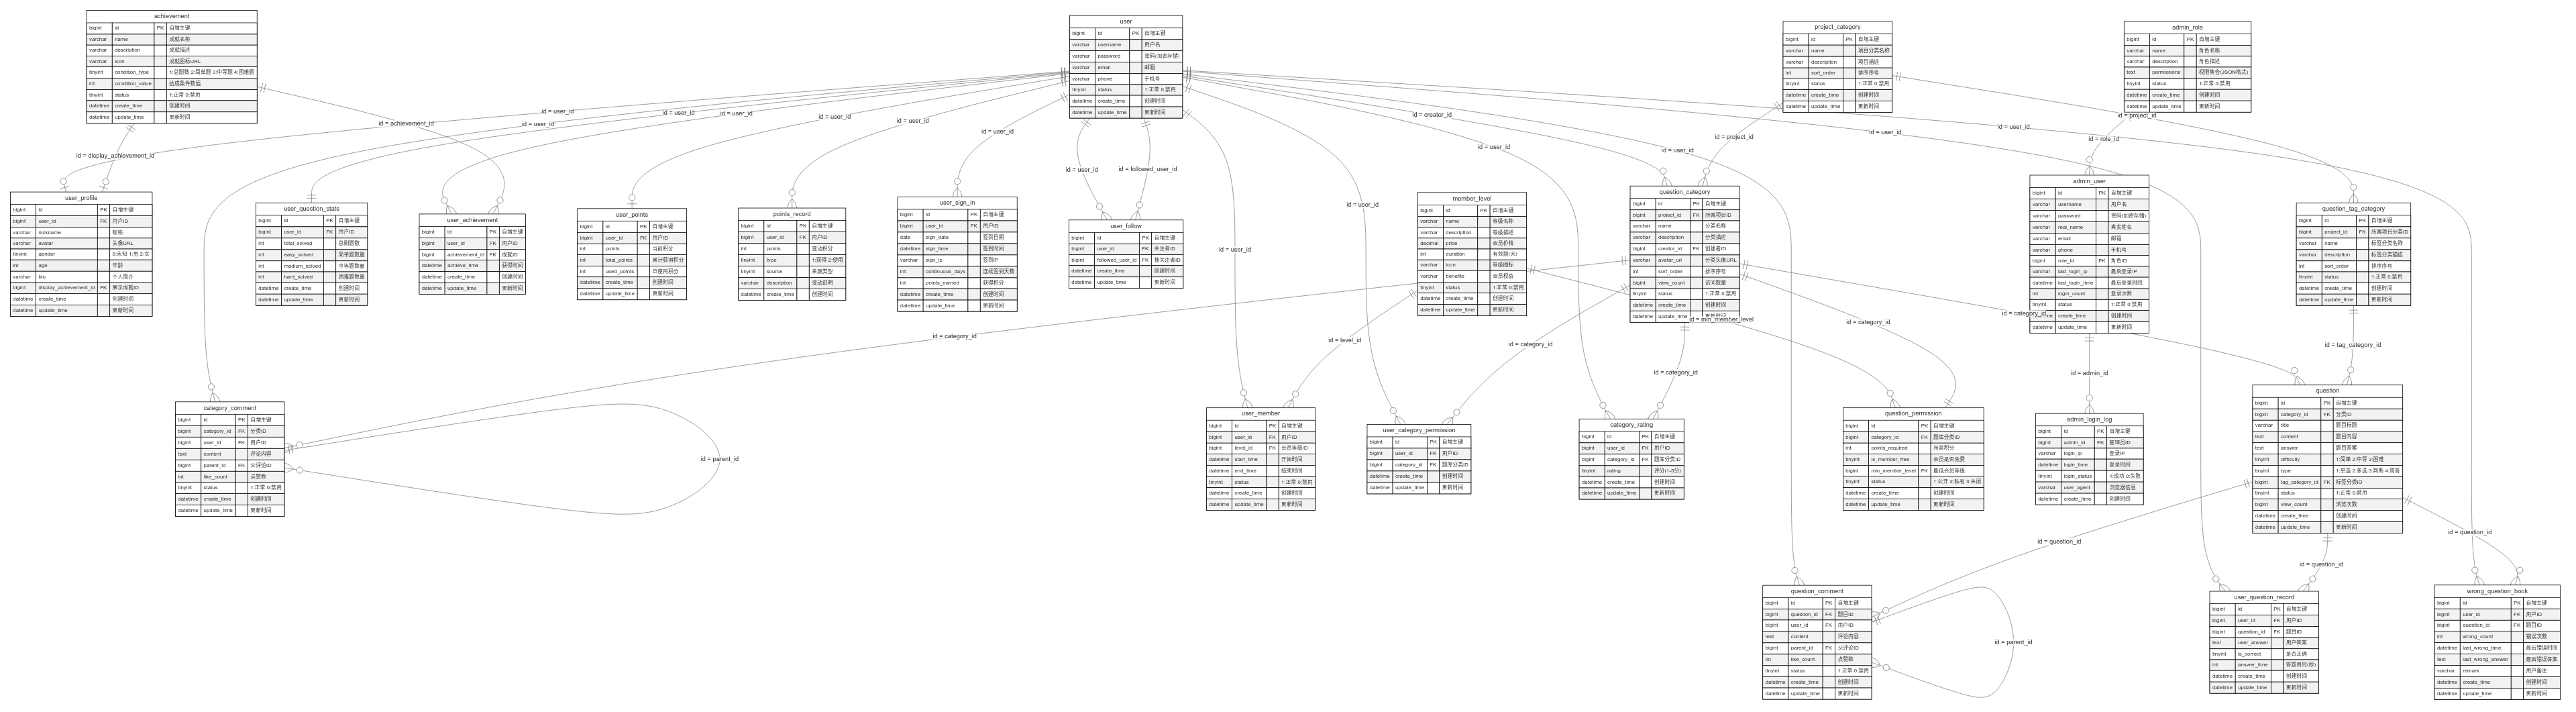 achievement
bigint id PK 自增主键
varchar name 成就名称
varchar description 成就描述
varchar icon 成就图标URL
tinyint condition_type 1:总题数 2:简单题 3:中等题 4:困难题
int condition_value 达成条件数值
tinyint status 1:正常 0:禁用
datetime create_time 创建时间
datetime update_time 更新时间
user
bigint id PK 自增主键
varchar username 用户名
varchar password 密码(加密存储)
varchar email 邮箱
varchar phone 手机号
tinyint status 1:正常 0:禁用
datetime create_time 创建时间
datetime update_time 更新时间
project_category
bigint id PK 自增主键
varchar name 项目分类名称
varchar description 项目描述
int sort_order 排序序号
tinyint status 1:正常 0:禁用
datetime create_time 创建时间
datetime update_time 更新时间
admin_role
bigint id PK 自增主键
varchar name 角色名称
varchar description 角色描述
text permissions 权限集合(JSON格式)
tinyint status 1:正常 0:禁用
datetime create_time 创建时间
datetime update_time 更新时间
id = user_id
id = user_id
id = user_id
id = user_id
id = user_id
id = user_id
id = user_id
id = creator_id
id = user_id
id = user_id
id = user_id
id = user_id
id = project_id
id = project_id
id = role_id
id = achievement_id
id = display_achievement_id
id = user_id
id = followed_user_id
id = user_id
id = user_id
user_profile
bigint id PK 自增主键
bigint user_id FK 用户ID
varchar nickname 昵称
varchar avatar 头像URL
tinyint gender 0:未知 1:男 2:女
int age 年龄
varchar bio 个人简介
bigint display_achievement_id FK 展示成就ID
datetime create_time 创建时间
datetime update_time 更新时间
user_question_stats
bigint id PK 自增主键
bigint user_id FK 用户ID
int total_solved 总刷题数
int easy_solved 简单题数量
int medium_solved 中等题数量
int hard_solved 困难题数量
datetime create_time 创建时间
datetime update_time 更新时间
user_achievement
bigint id PK 自增主键
bigint user_id FK 用户ID
bigint achievement_id FK 成就ID
datetime achieve_time 获得时间
datetime create_time 创建时间
datetime update_time 更新时间
user_points
bigint id PK 自增主键
bigint user_id FK 用户ID
int points 当前积分
int total_points 累计获得积分
int used_points 已使用积分
datetime create_time 创建时间
datetime update_time 更新时间
points_record
bigint id PK 自增主键
bigint user_id FK 用户ID
int points 变动积分
tinyint type 1:获得 2:使用
tinyint source 来源类型
varchar description 变动说明
datetime create_time 创建时间
user_sign_in
bigint id PK 自增主键
bigint user_id FK 用户ID
date sign_date 签到日期
datetime sign_time 签到时间
varchar sign_ip 签到IP
int continuous_days 连续签到天数
int points_earned 获得积分
datetime create_time 创建时间
datetime update_time 更新时间
user_follow
bigint id PK 自增主键
bigint user_id FK 关注者ID
bigint followed_user_id FK 被关注者ID
datetime create_time 创建时间
datetime update_time 更新时间
member_level
bigint id PK 自增主键
varchar name 等级名称
varchar description 等级描述
decimal price 会员价格
int duration 有效期(天)
varchar icon 等级图标
varchar benefits 会员权益
tinyint status 1:正常 0:禁用
datetime create_time 创建时间
datetime update_time 更新时间
question_category
bigint id PK 自增主键
bigint project_id FK 所属项目ID
varchar name 分类名称
varchar description 分类描述
bigint creator_id FK 创建者ID
varchar avatar_url 分类头像URL
int sort_order 排序序号
bigint view_count 访问数量
tinyint status 1:正常 0:禁用
datetime create_time 创建时间
datetime update_time 更新时间
admin_user
bigint id PK 自增主键
varchar username 用户名
varchar password 密码(加密存储)
varchar real_name 真实姓名
varchar email 邮箱
varchar phone 手机号
bigint role_id FK 角色ID
varchar last_login_ip 最后登录IP
datetime last_login_time 最后登录时间
int login_count 登录次数
tinyint status 1:正常 0:禁用
create_time 创建时间
datetime update_time 更新时间
question_tag_category
bigint id PK 自增主键
bigint project_id FK 所属项目分类ID
varchar name 标签分类名称
varchar description 标签分类描述
int sort_order 排序序号
tinyint status 1:正常 0:禁用
datetime create_time 创建时间
datetime update_time 更新时间
id = category_id
id = level_id
id = category_id
id = min_member_level
id = category_id
id = category_id
id = category_id
id = tag_category_id
id = admin_id
category_comment
bigint id PK 自增主键
bigint category_id FK 分类ID
bigint user_id FK 用户ID
text content 评论内容
bigint parent_id FK 父评论ID
int like_count 点赞数
tinyint status 1:正常 0:禁用
datetime create_time 创建时间
datetime update_time 更新时间
id = parent_id
user_member
bigint id PK 自增主键
bigint user_id FK 用户ID
bigint level_id FK 会员等级ID
datetime start_time 开始时间
datetime end_time 结束时间
tinyint status 1:正常 0:禁用
datetime create_time 创建时间
datetime update_time 更新时间
user_category_permission
bigint id PK 自增主键
bigint user_id FK 用户ID
bigint category_id FK 题库分类ID
datetime create_time 创建时间
datetime update_time 更新时间
category_rating
bigint id PK 自增主键
bigint user_id FK 用户ID
bigint category_id FK 题库分类ID
tinyint rating 评分(1-5分)
datetime create_time 创建时间
datetime update_time 更新时间
question_permission
bigint id PK 自增主键
bigint category_id FK 题库分类ID
int points_required 所需积分
tinyint is_member_free 会员是否免费
bigint min_member_level FK 最低会员等级
tinyint status 1:公开 2:私有 3:关闭
datetime create_time 创建时间
datetime update_time 更新时间
admin_login_log
bigint id PK 自增主键
bigint admin_id FK 管理员ID
varchar login_ip 登录IP
datetime login_time 登录时间
tinyint login_status 1:成功 0:失败
varchar user_agent 浏览器信息
datetime create_time 创建时间
question
bigint id PK 自增主键
bigint category_id FK 分类ID
varchar title 题目标题
text content 题目内容
text answer 题目答案
tinyint difficulty 1:简单 2:中等 3:困难
tinyint type 1:单选 2:多选 3:判断 4:简答
bigint tag_category_id FK 标签分类ID
tinyint status 1:正常 0:禁用
bigint view_count 浏览次数
datetime create_time 创建时间
datetime update_time 更新时间
id = question_id
id = question_id
id = question_id
question_comment
bigint id PK 自增主键
bigint question_id FK 题目ID
bigint user_id FK 用户ID
text content 评论内容
bigint parent_id FK 父评论ID
int like_count 点赞数
tinyint status 1:正常 0:禁用
datetime create_time 创建时间
datetime update_time 更新时间
id = parent_id
user_question_record
bigint id PK 自增主键
bigint user_id FK 用户ID
bigint question_id FK 题目ID
text user_answer 用户答案
tinyint is_correct 是否正确
int answer_time 答题用时(秒)
datetime create_time 创建时间
datetime update_time 更新时间
wrong_question_book
bigint id PK 自增主键
bigint user_id FK 用户ID
bigint question_id FK 题目ID
int wrong_count 错误次数
datetime last_wrong_time 最后错误时间
text last_wrong_answer 最后错误答案
varchar remark 用户备注
datetime create_time 创建时间
datetime update_time 更新时间